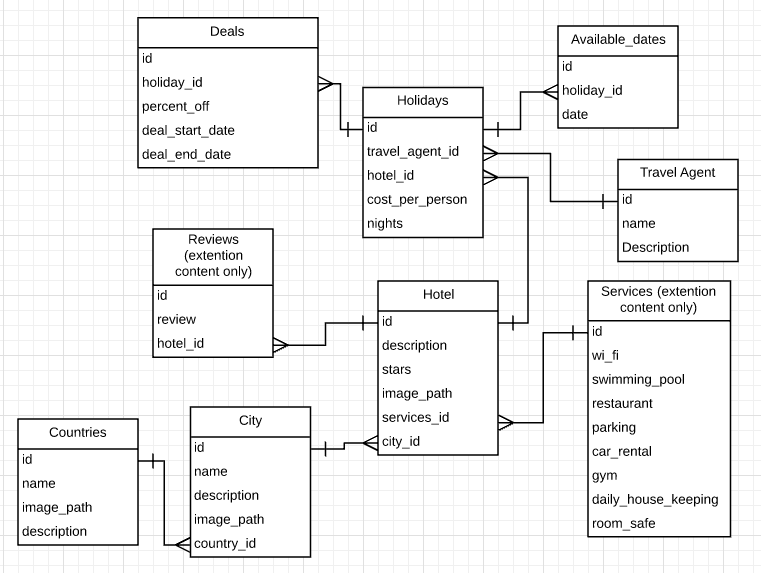 Deals
id
holiday_id
percent_off
deal_start_date
deal_end_date
Available_dates
id
holiday_id
date
Holidays
id
travel_agent_id
hotel_id
cost_per_person
nights
Travel Agent
id
name
Description
Reviews
(extention
content only)
id
review
hotel_id
Hotel
id
description
stars
image_path
services_id
city_id
Services (extention
content only)
id
wi_fi
swimming_pool
restaurant
parking
car_rental
gym
daily_house_keeping
room_safe
Countries
id
name
image_path
description
City
id
name
description
image_path
country_id